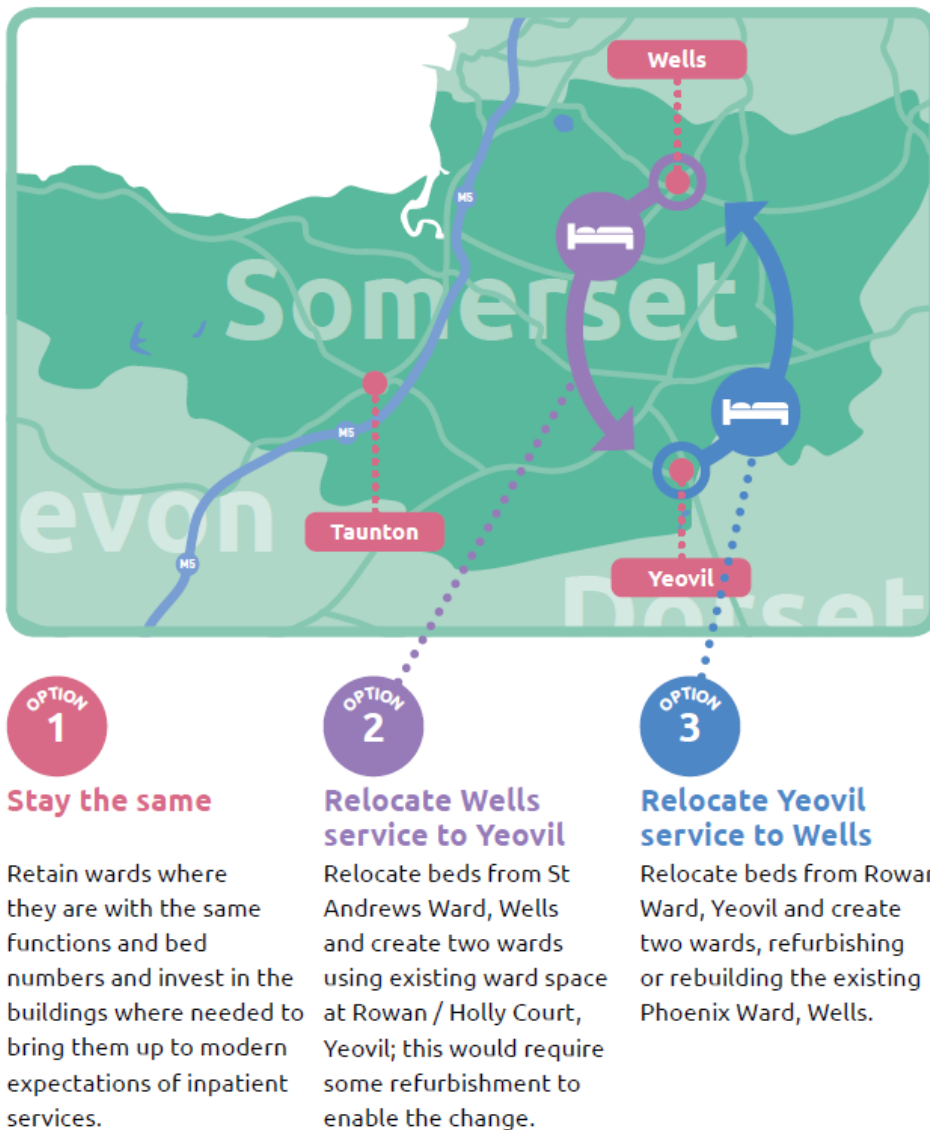 Wells
M5
Somerset
M5
evon
Taunton
M5
Yeovil
Dorset
OPTION
1
Stay the same
Retain wards where
they are with the same
functions and bed
numbers and invest in the
buildings where needed to
bring them up to modern
expectations of inpatient
services.
OPTION
2
Relocate Wells
service to Yeovil
Relocate beds from St
Andrews Ward, Wells
and create two wards
using existing ward space
at Rowan / Holly Court,
Yeovil; this would require
some refurbishment to
enable the change.
OPTION
3
Relocate Yeovil
service to Wells
Relocate beds from Rowan
Ward, Yeovil and create
two wards, refurbishing
or rebuilding the existing
Phoenix Ward, Wells.